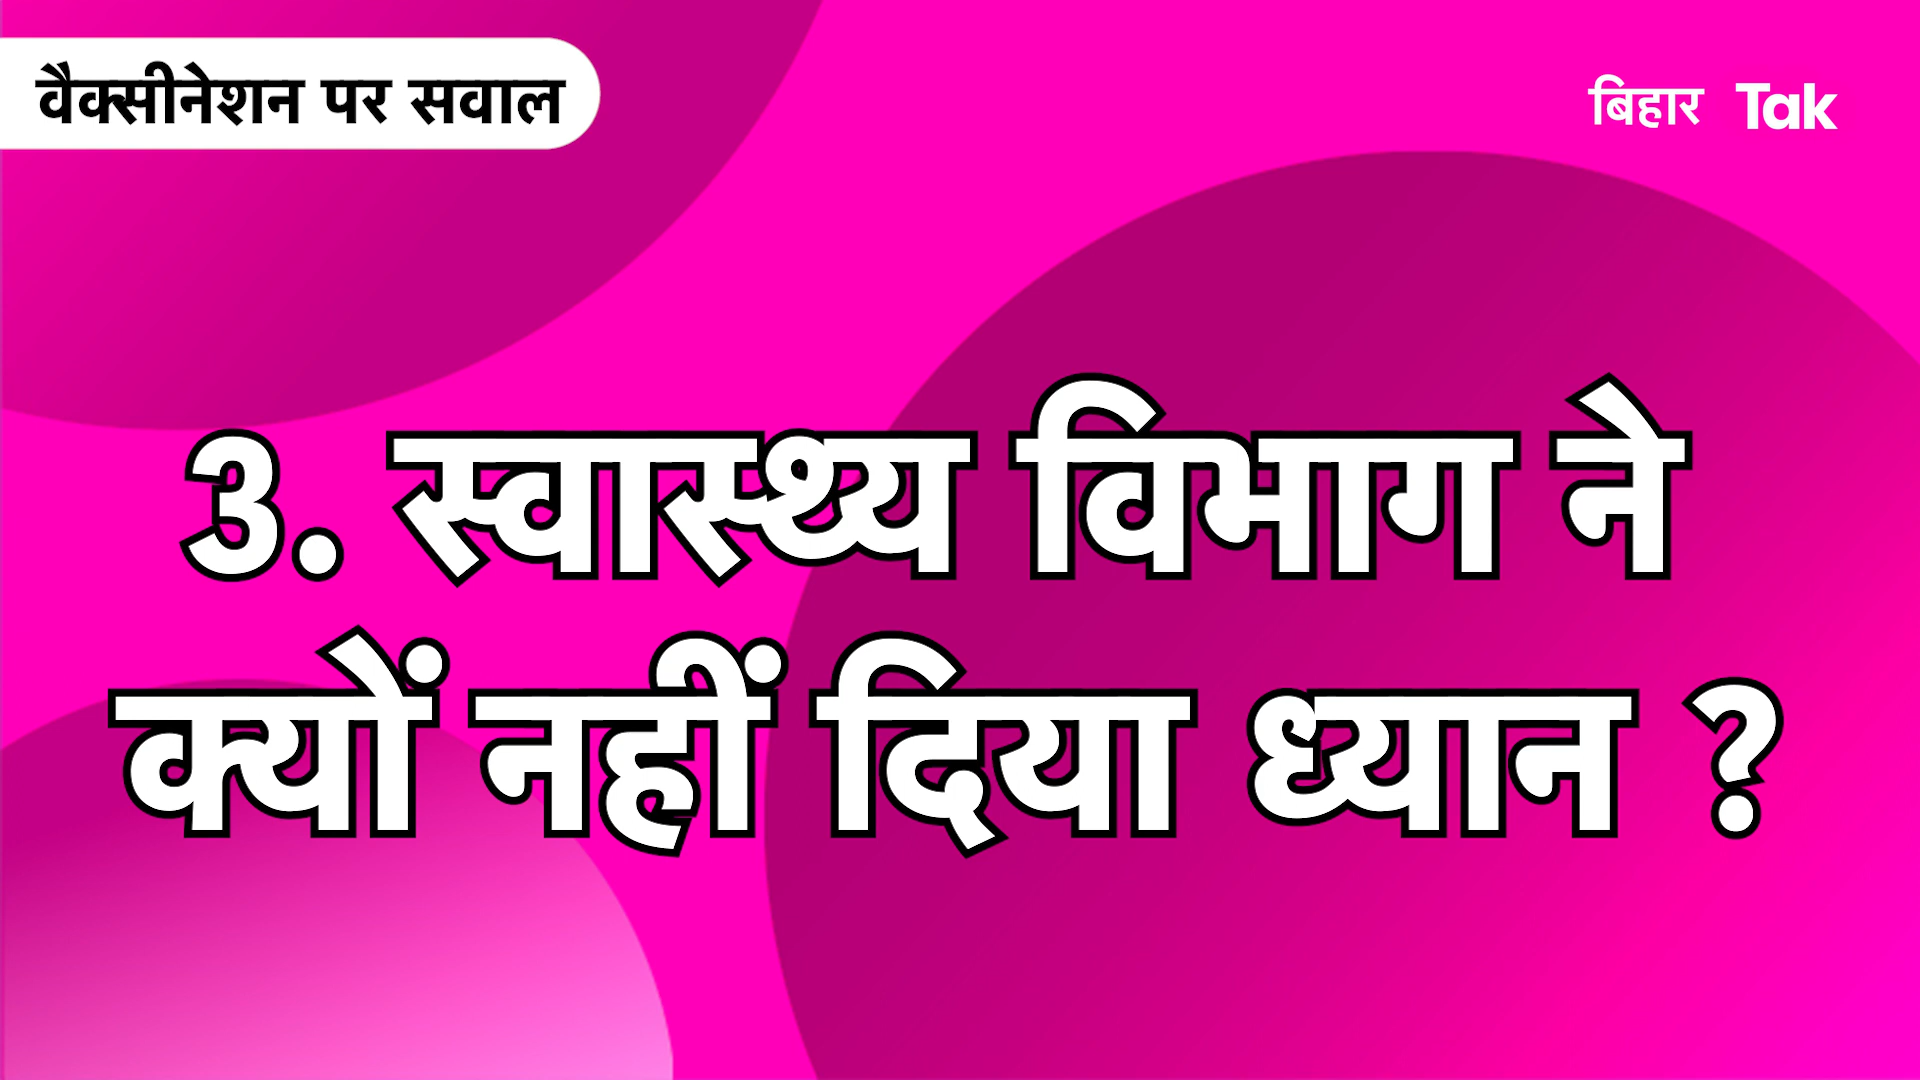 वैक्सीनेशन पर सवाल
बिहार Tak
3. स्वास्थ्य विभाग ने
क्यों नहीं दिया ध्यान ?